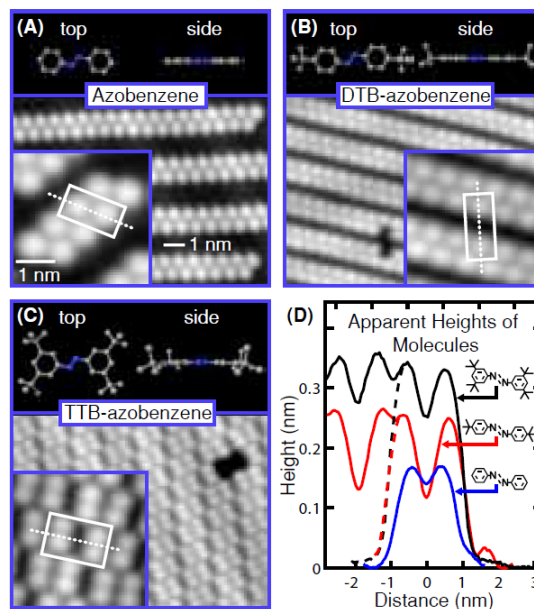 (A)
top
side
Azobenzene
1 nm
1 nm
(B)
top
side
DTB-azobenzene
(C)
top
side
TTB-azobenzene
(D)
Apparent Heights of
Molecules
Height (nm)
0.3
0.2
0.1
0
N
N
N
N
N
N
-2 -1 0 1 2 3
Distance (nm)